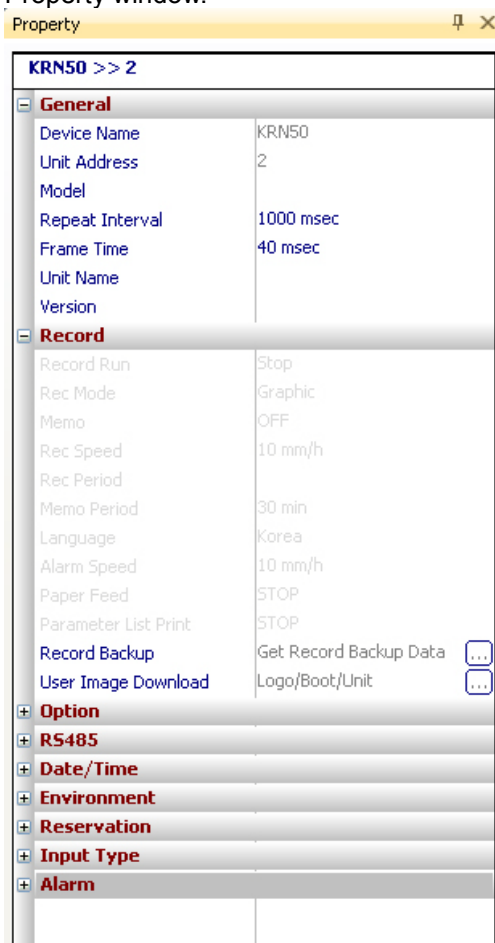 Property window.
Property
KRN50 >> 2
General
Device Name KRN50
Unit Address 2
Model
Repeat Interval 1000 msec
Frame Time 40 msec
Unit Name
Version
Record
Record Run Stop
Rec Mode Graphic
Memo OFF
Rec Speed 10 mm/h
Rec Period
Memo Period 30 min
Language Korea
Alarm Speed 10 mm/h
Paper Feed STOP
Parameter List Print STOP
Record Backup Get Record Backup Data ...
User Image Download Logo/Boot/Unit ...
Option
RS485
Date/Time
Environment
Reservation
Input Type
Alarm